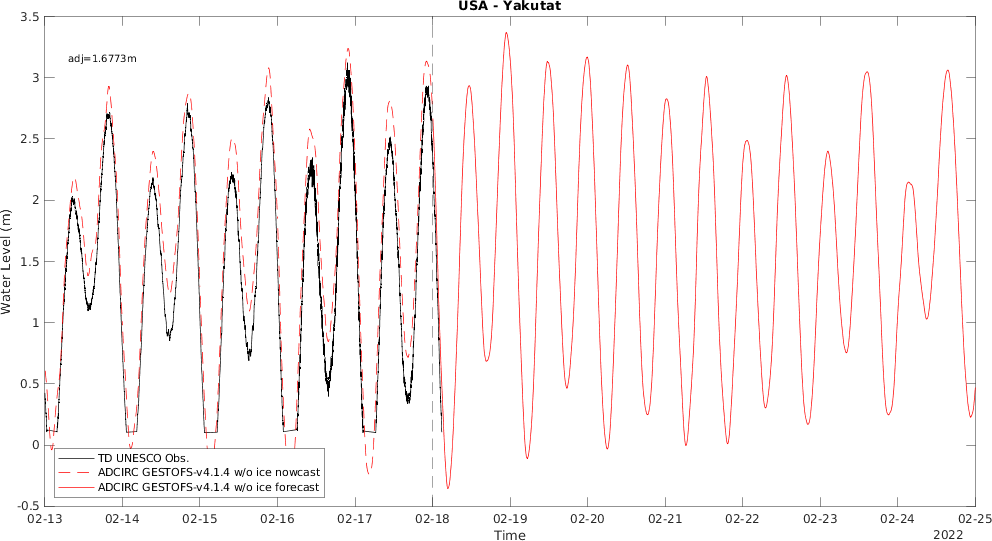 USA - Yakutat
adj=1.6773m
Water Level (m)
3.5
3
2.5
2
1.5
1
0.5
0
-0.5
TD UNESCO Obs.
ADCIRC GESTOFS-v4.1.4 w/o ice nowcast
ADCIRC GESTOFS-v4.1.4 w/o ice forecast
02-13 02-14 02-15 02-16 02-17 02-18 02-19 02-20 02-21 02-22 02-23 02-24 02-25
Time
2022